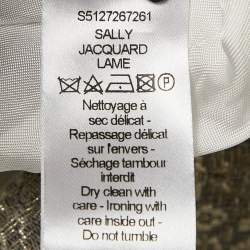 S5127267261
SALLY
JACQUARD
LAME
P
Nettoyage à
sec délicat -
Repassage délicat
sur l'envers -
Séchage tambour
interdit
Dry clean with
care - Ironing with
care inside out -
Do not tumble